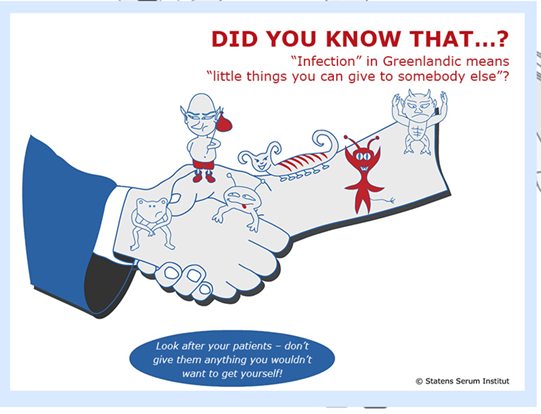 DID YOU KNOW THAT...?
“Infection” in Greenlandic means
“little things you can give to somebody else”?
Look after your patients – don’t
give them anything you wouldn’t
want to get yourself!
© Statens Serum Institut